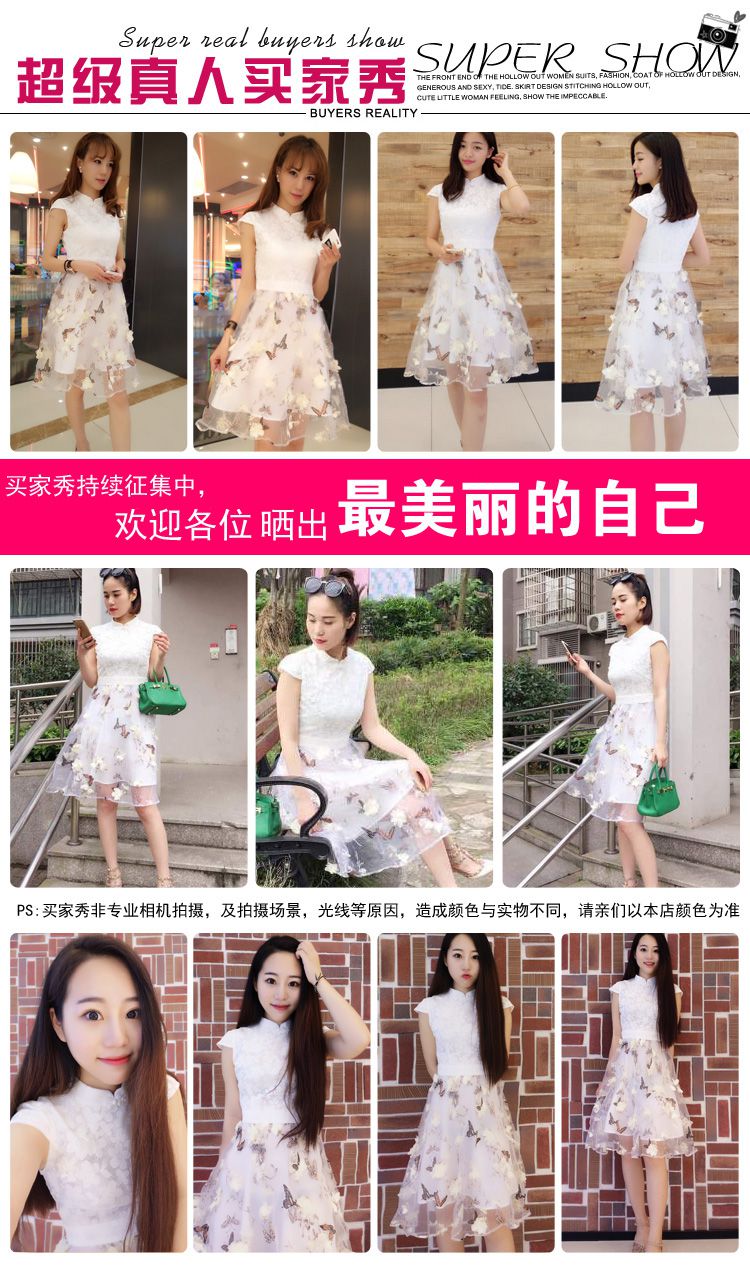 Super real buyers show
超级真人买家秀
SUPER SHOW
THE FRONT END OF THE HOLLOW OUT WOMEN SUITS, FASHION, COAT OF HOLLOW OUT DESIGN,
GENEROUS AND SEXY, TIDE. SKIRT DESIGN STITCHING HOLLOW OUT,
CUTE LITTLE WOMAN FEELING, SHOW THE IMPECCABLE.
BUYERS REALITY
买家秀持续征集中，
欢迎各位 晒出 最美丽的自己
PS：买家秀非专业相机拍摄，及拍摄场景，光线等原因，造成颜色与实物不同，请亲们以本店颜色为准